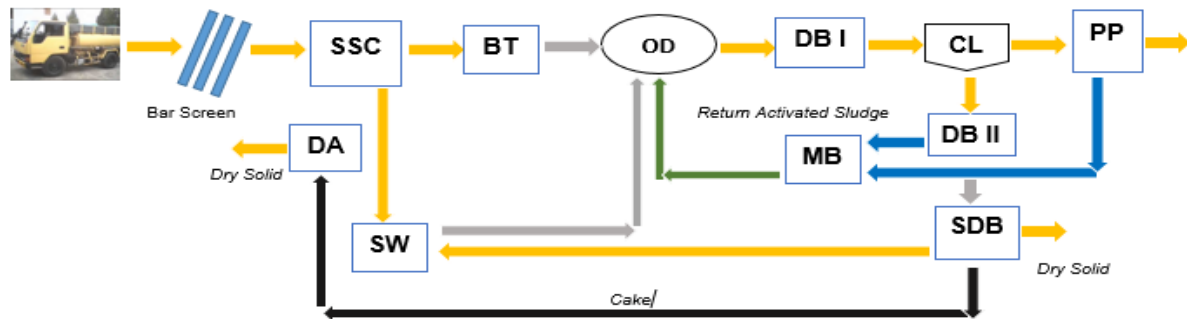 SSC
BT
OD
DB I
CL
PP
Bar Screen
Return Activated Sludge
DA
MB
DB II
Dry Solid
SW
SDB
Dry Solid
Cake/